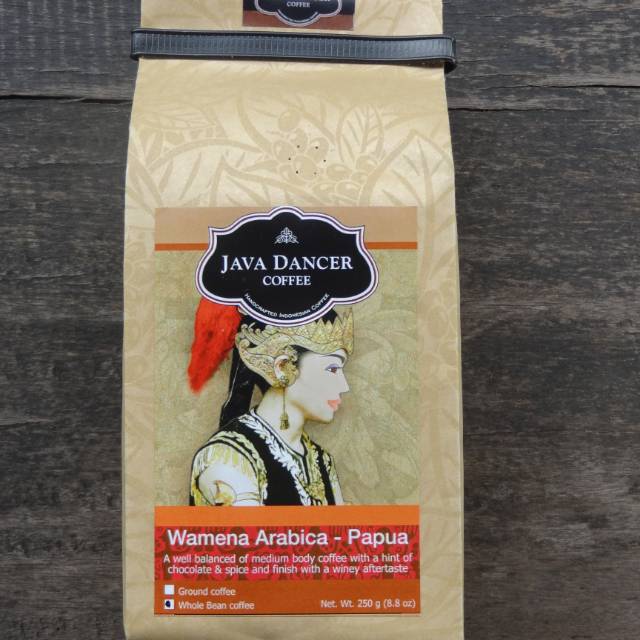 COFFEE
JAVA DANCER
COFFEE
HANDCRAFTED INDONESIAN COFFEE
Wamena Arabica - Papua
A well balanced of medium body coffee with a hint of
chocolate & spice and finish with a winey aftertaste
Ground coffee
Whole Bean coffee Net. Wt. 250 g (8.8 oz)